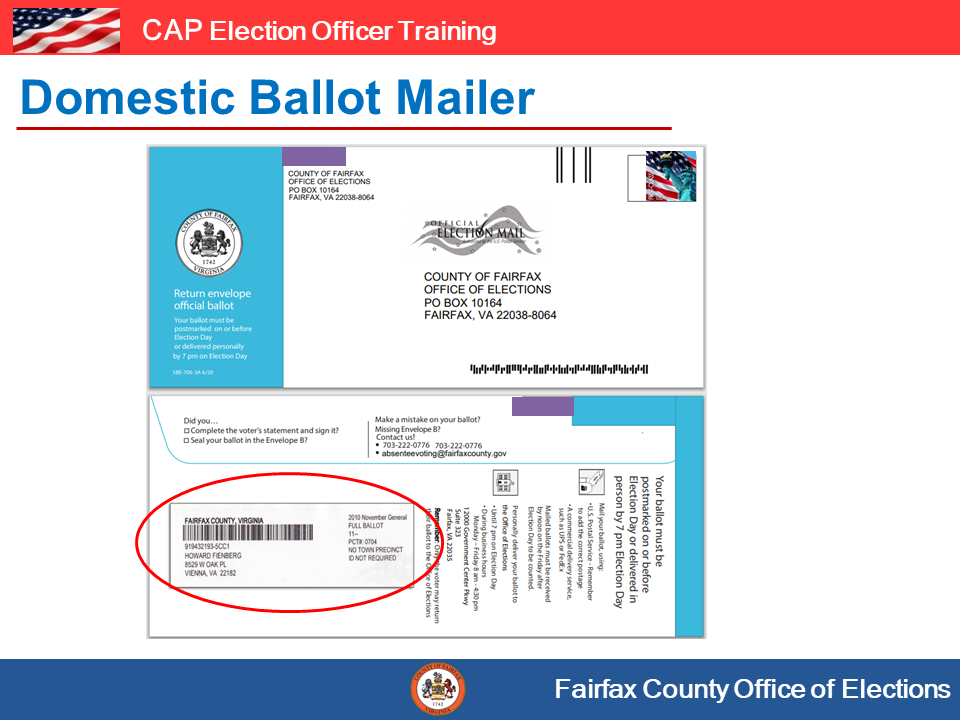 CAP Election Officer Training
Domestic Ballot Mailer
COUNTY OF FAIRFAX
OFFICE OF ELECTIONS
PO BOX 10164
FAIRFAX, VA 22038-8064
COUNTY OF FAIRFAX
1742
VIRGINIA
OFFICIAL
ELECTION MAIL
Authorized by the U.S. Postal Service
COUNTY OF FAIRFAX
OFFICE OF ELECTIONS
PO BOX 10164
FAIRFAX, VA 22038-8064
Return envelope
official ballot
Your ballot must be
postmarked on or before
Election Day
or delivered personally
by 7 pm on Election Day
SBE-706-3A 6/20
Did you...
Complete the voter's statement and sign it?
Seal your ballot in the Envelope B?
Make a mistake on your ballot?
Missing Envelope B?
Contact us!
• 703-222-0776 703-222-0776
• absenteevoting@fairfaxcounty.gov
FAIRFAX COUNTY, VIRGINIA
919432193-5CC1
HOWARD FIENBERG
8529 W OAK PL
VIENNA, VA 22182
2010 November General
FULL BALLOT
11--
PCT#: 0704
NO TOWN PRECINCT
ID NOT REQUIRED
Your ballot must be
postmarked on or before
Election Day or delivered in
person by 7 pm Election Day
Mail your ballot, using:
• U.S. Postal Service - Remember
to add the correct postage
• A commercial delivery service,
such as UPS or FedEx
Mailed ballots must be received
by noon on the Friday after
Election Day to be counted.
Personally deliver your ballot to
the Office of Elections
• Until 7 pm on Election Day
• During business hours
Monday – Friday 8 am - 4:30 pm
12000 Government Center Pkwy
Suite 323
Fairfax, VA 22035
Remember: Only the voter may return
their ballot to the Office of Elections
COUNTY OF FAIRFAX
1742
VIRGINIA
Fairfax County Office of Elections